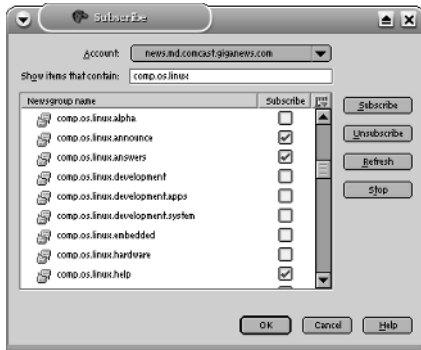 Subscribe
Account: news.md.comcast.giganews.com
Show items that contain: comp.os.linux
Newsgroup name Subscribe
comp.os.linux.alpha
comp.os.linux.announce
comp.os.linux.answers
comp.os.linux.development
comp.os.linux.development.apps
comp.os.linux.development.system
comp.os.linux.embedded
comp.os.linux.hardware
comp.os.linux.help
Subscribe
Unsubscribe
Refresh
Stop
OK Cancel Help